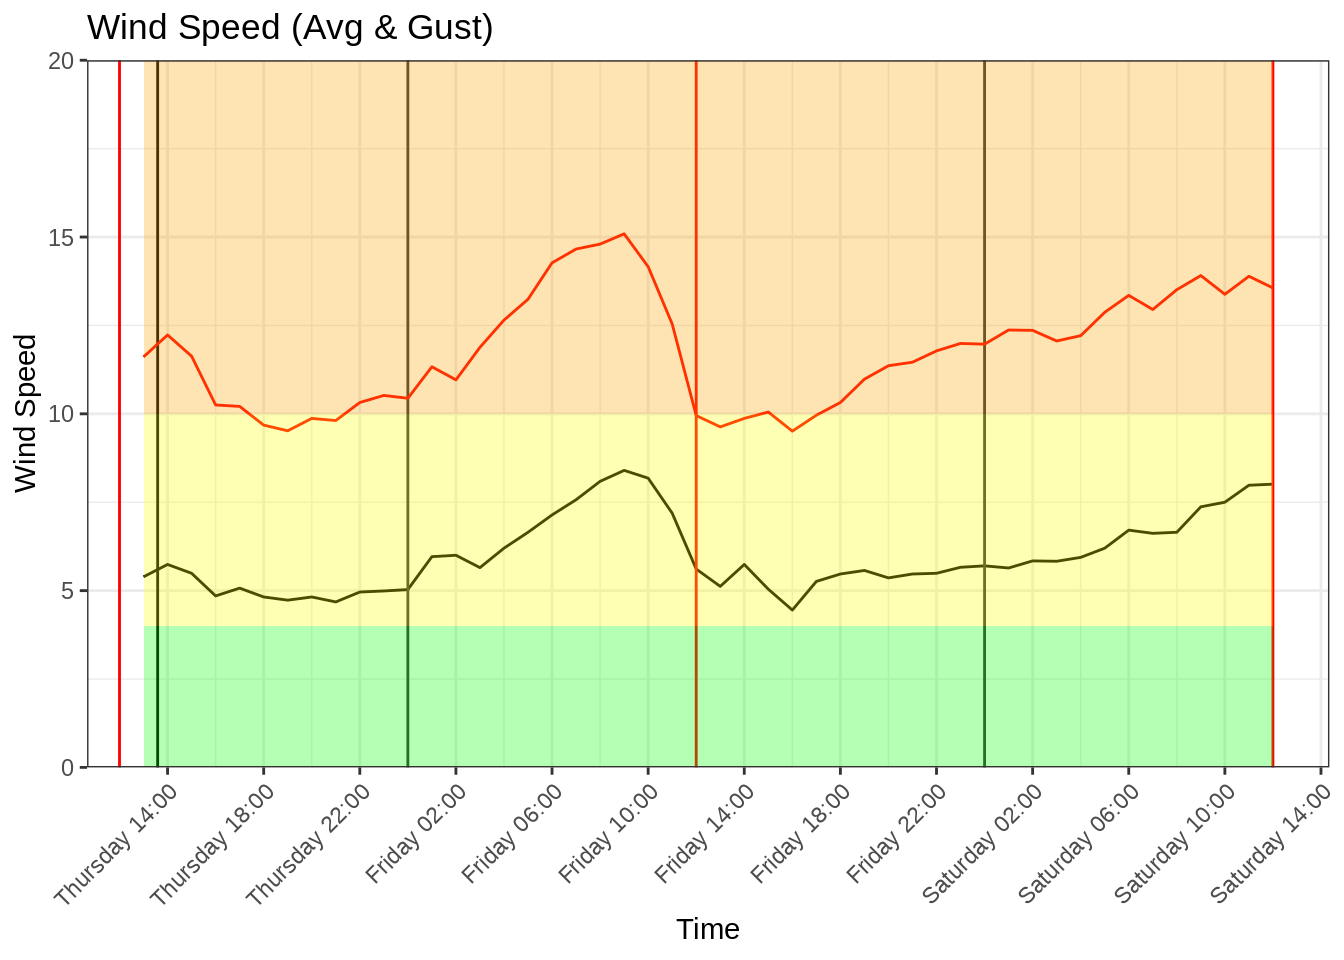 Wind Speed (Avg & Gust)
20
15
10
5
0
Wind Speed
Thursday 14:00
Thursday 18:00
Thursday 22:00
Friday 02:00
Friday 06:00
Friday 10:00
Friday 14:00
Friday 18:00
Friday 22:00
Saturday 02:00
Saturday 06:00
Saturday 10:00
Saturday 14:00
Time